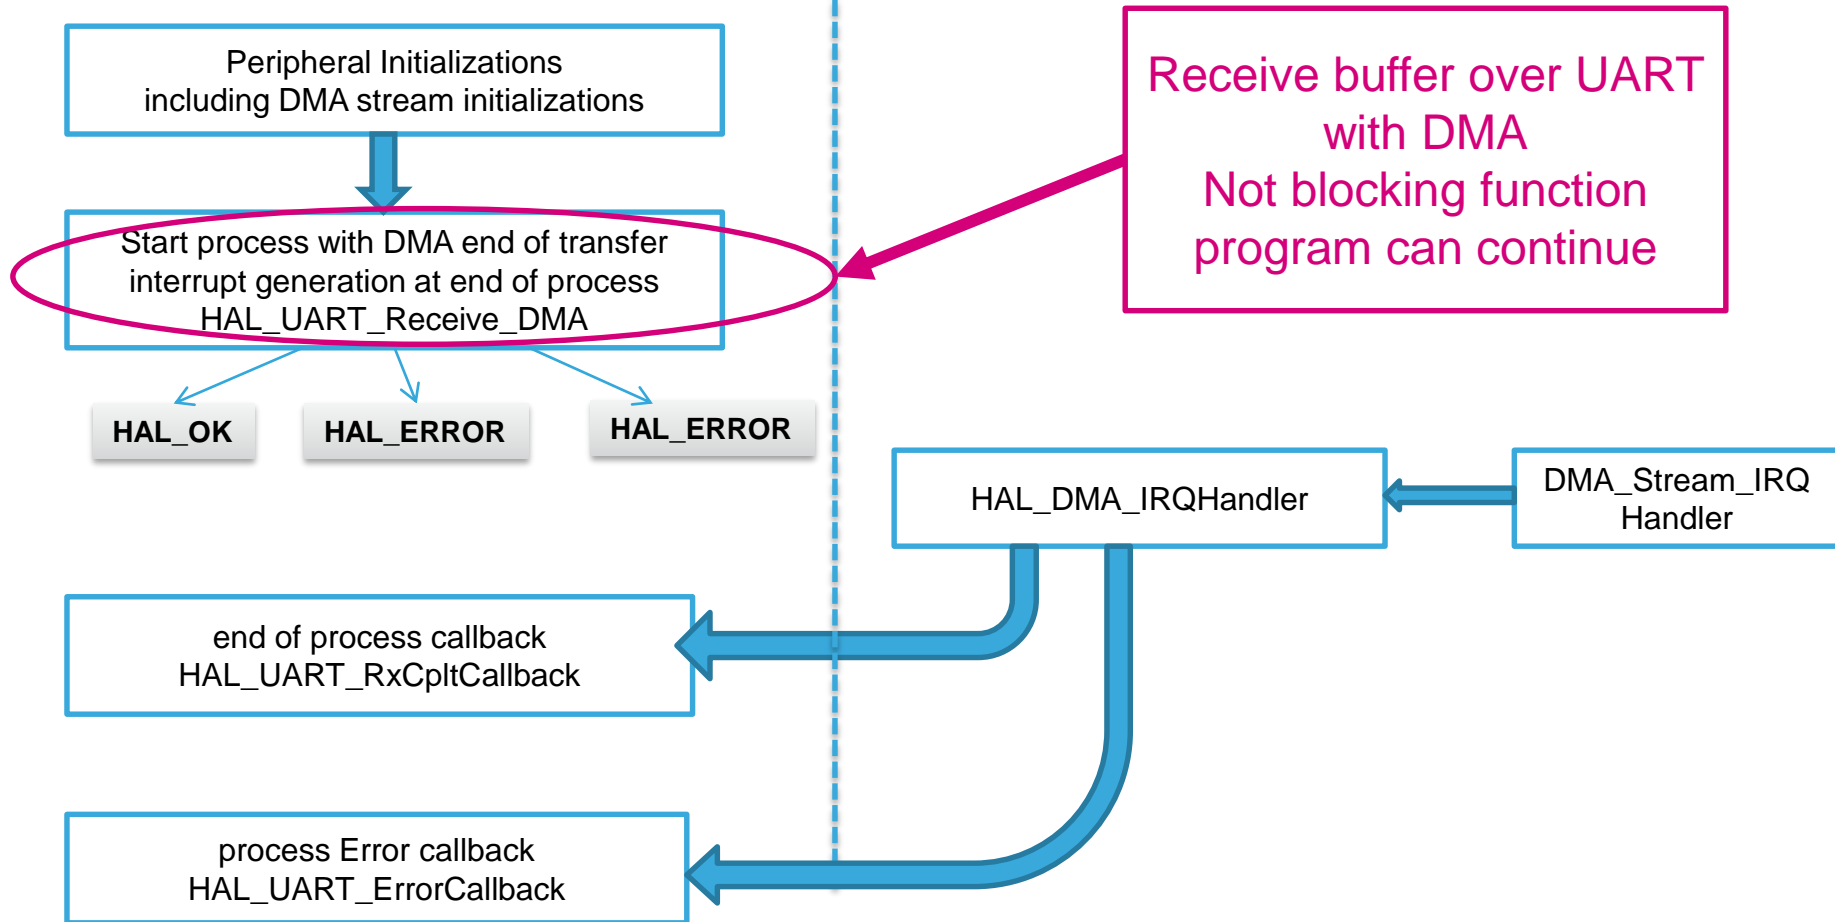 Peripheral Initializations
including DMA stream initializations
Receive buffer over UART
with DMA
Not blocking function
program can continue
Start process with DMA end of transfer
interrupt generation at end of process
HAL_UART_Receive_DMA
HAL_OK
HAL_ERROR
HAL_ERROR
HAL_DMA_IRQHandler
DMA_Stream_IRQ
Handler
end of process callback
HAL_UART_RxCpltCallback
process Error callback
HAL_UART_ErrorCallback